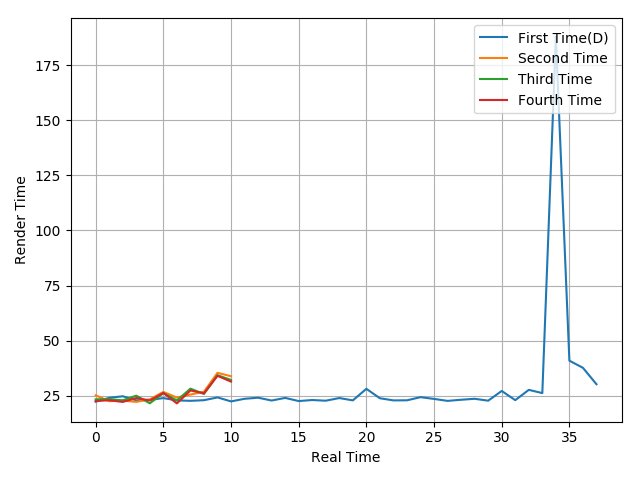 First Time(D)
Second Time
Third Time
Fourth Time
Render Time
175
150
125
100
75
50
25
0 5 10 15 20 25 30 35
Real Time